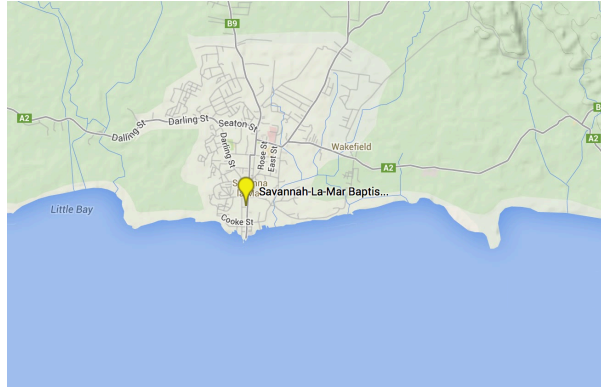 B9
A2
Darling St
Dalling St
Seaton St
Darling St
Rose St
East St
Wakefield
A2
B
A2
Savannah-La-Mar Baptis...
Little Bay
Cooke St